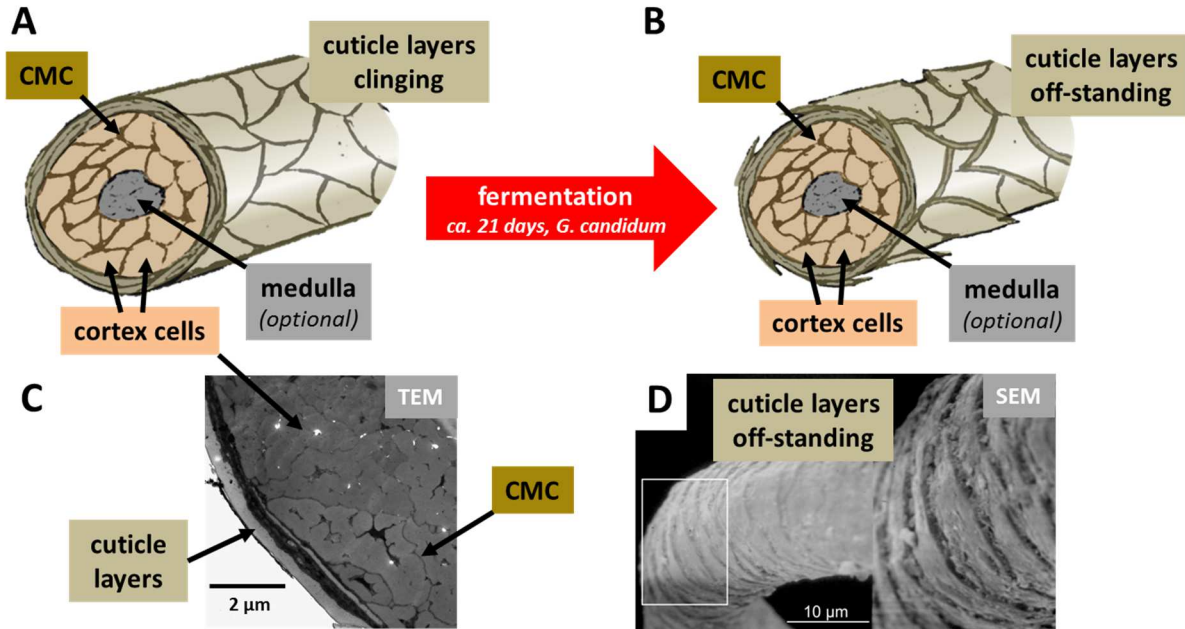 A
CMC
cuticle layers
clinging
cortex cells
medulla
(optional)
fermentation
ca. 21 days, G. candidum
B
CMC
cuticle layers
off-standing
cortex cells
medulla
(optional)
C
TEM
CMC
cuticle
layers
2 µm
D
cuticle layers
off-standing
SEM
10 µm